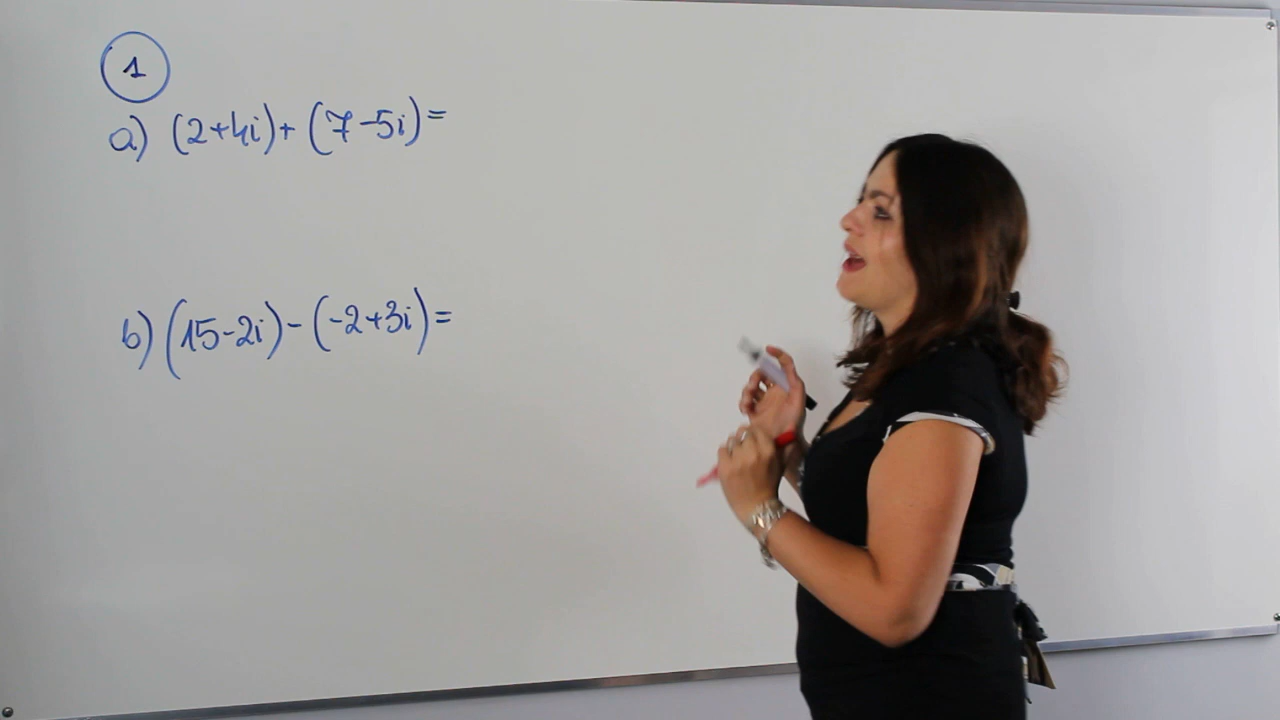 1
a) (2+4i)+(7-5i)=
b) (15-2i)-(-2+3i)=